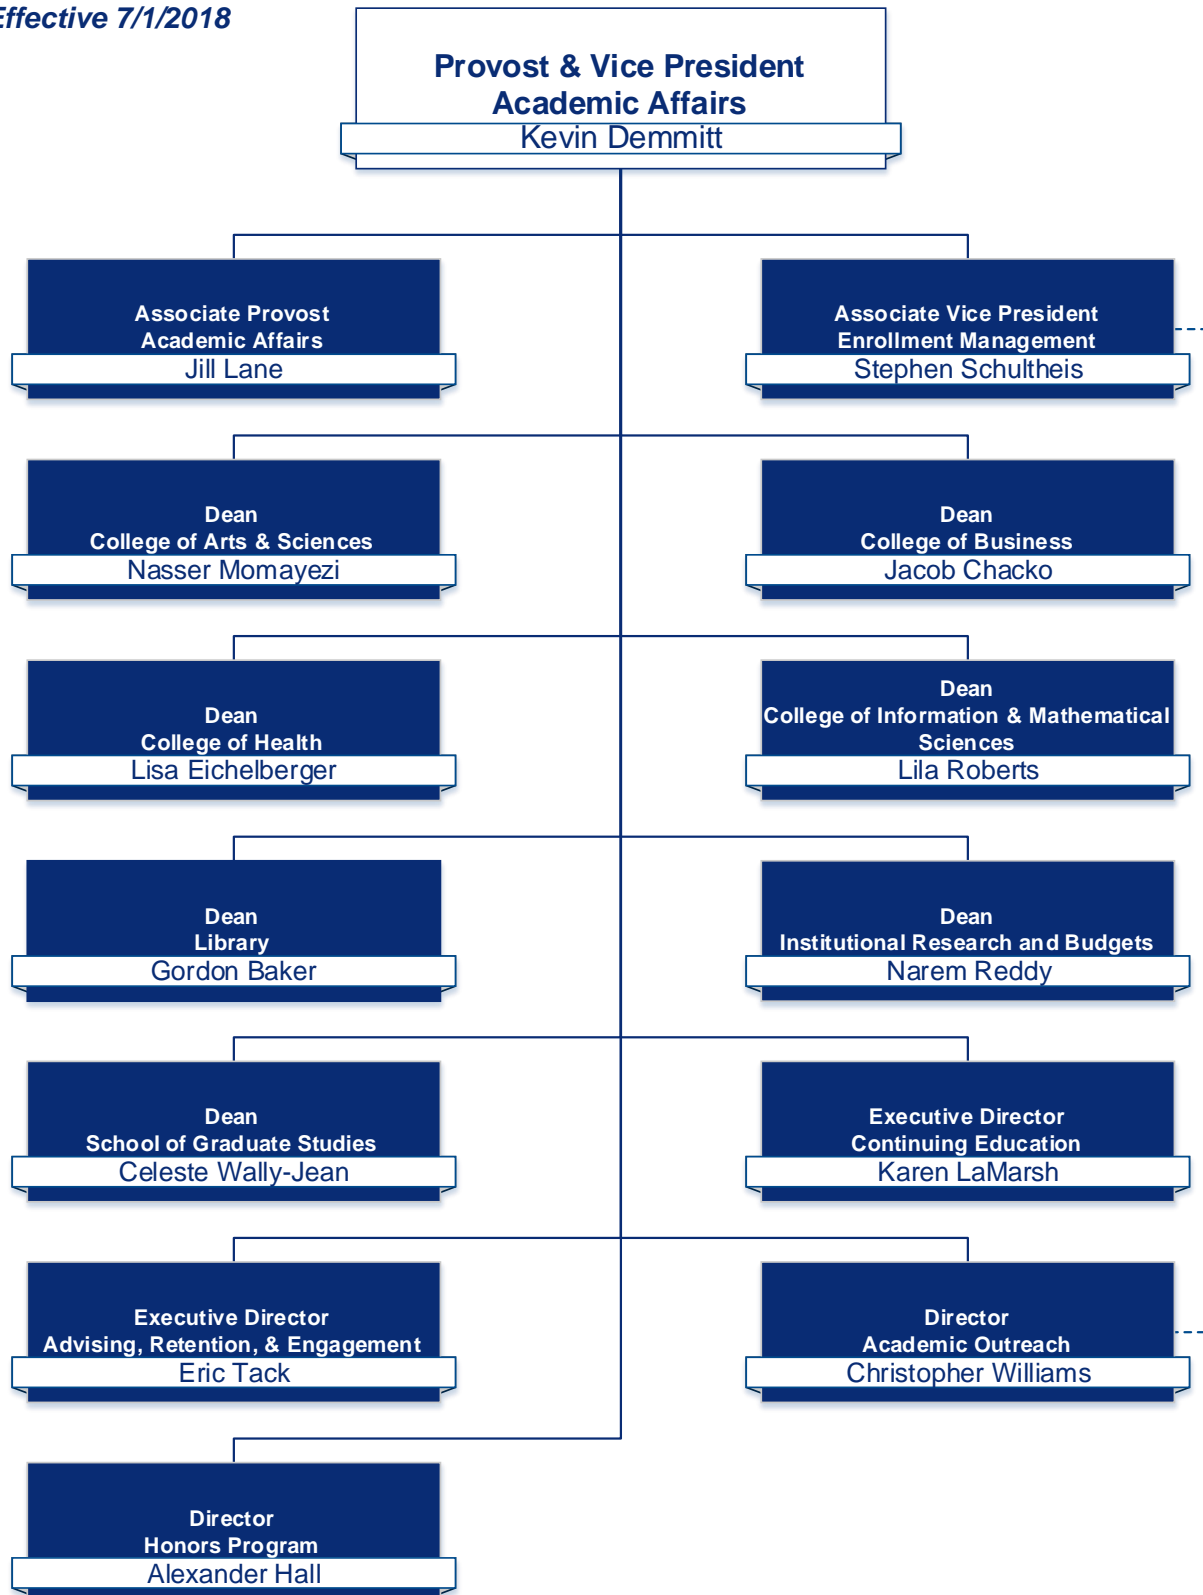 Effective 7/1/2018
Provost & Vice President
Academic Affairs
Kevin Demmitt
Associate Provost
Academic Affairs
Jill Lane
Associate Vice President
Enrollment Management
Stephen Schultheis
Dean
College of Arts & Sciences
Nasser Momayezi
Dean
College of Business
Jacob Chacko
Dean
College of Health
Lisa Eichelberger
Dean
College of Information & Mathematical
Sciences
Lila Roberts
Dean
Library
Gordon Baker
Dean
Institutional Research and Budgets
Narem Reddy
Dean
School of Graduate Studies
Celeste Wally-Jean
Executive Director
Continuing Education
Karen LaMarsh
Executive Director
Advising, Retention, & Engagement
Eric Tack
Director
Academic Outreach
Christopher Williams
Director
Honors Program
Alexander Hall